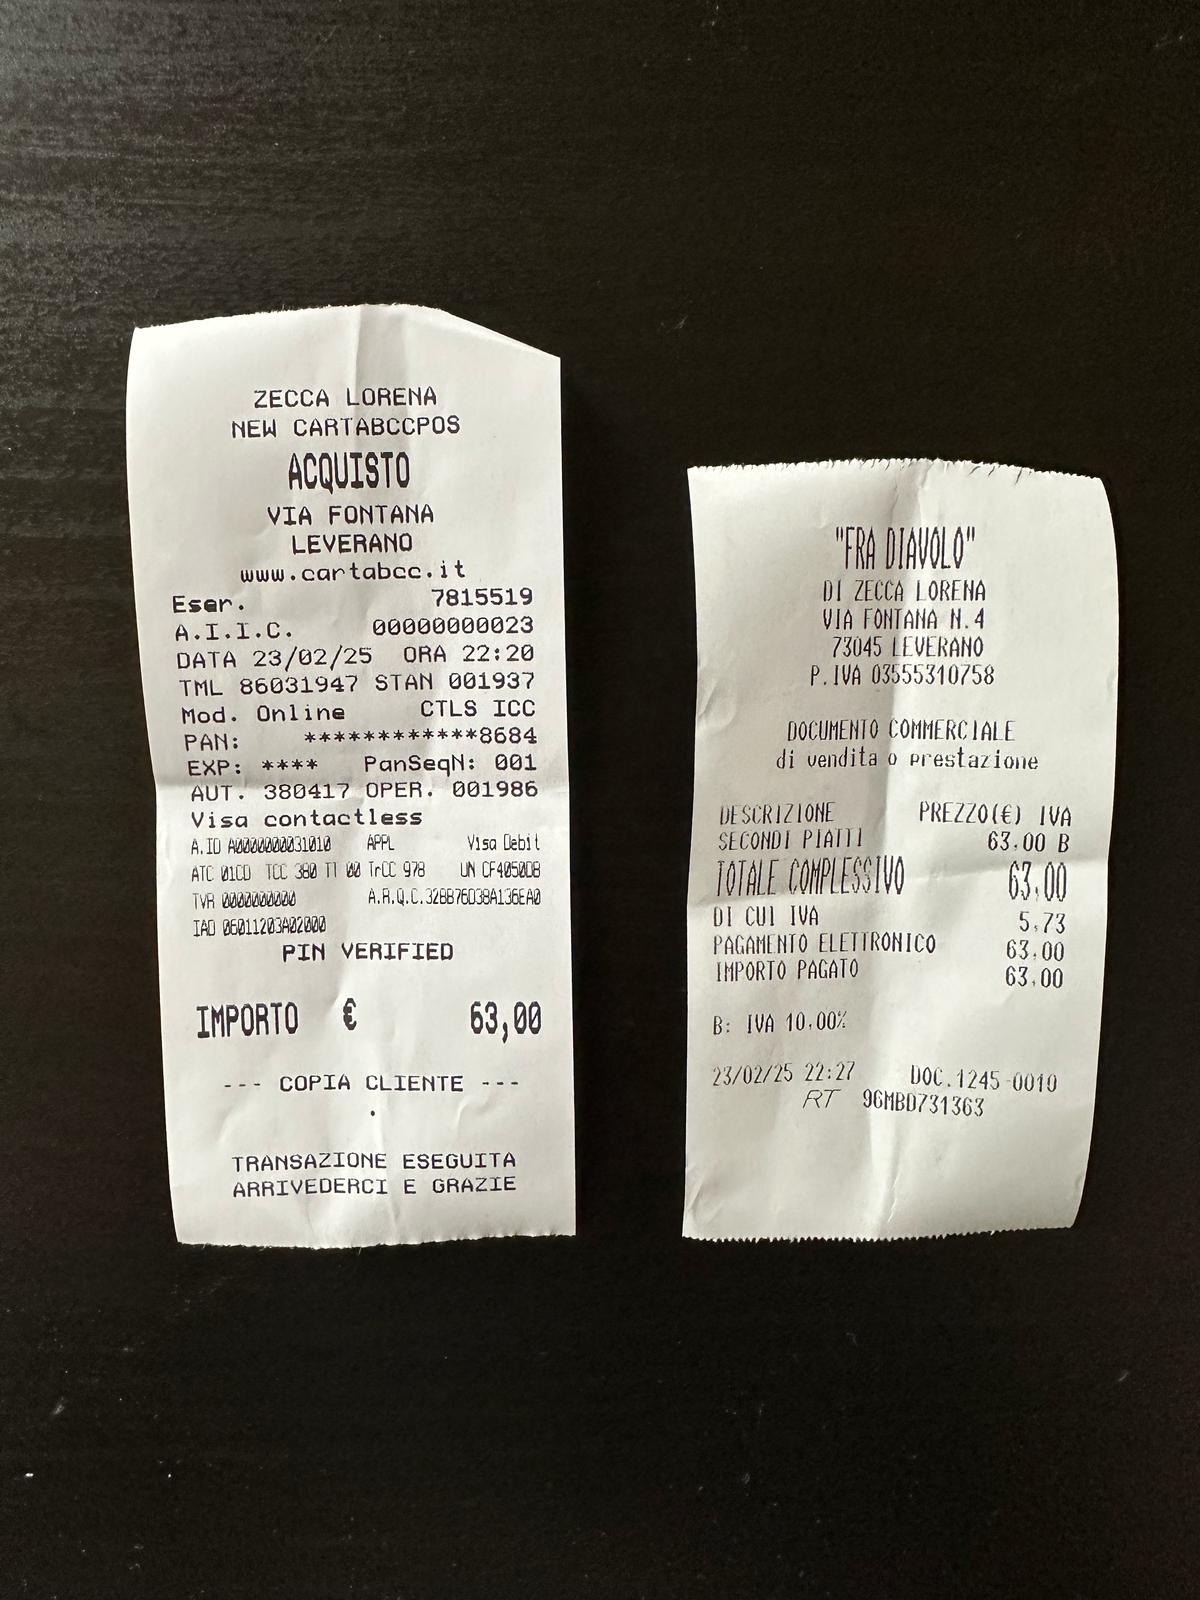 ZECCA LORENA
NEW CARTABCCPOS
ACQUISTO
VIA FONTANA
LEVERANO
www.cartabcc.it
Eser. 7815519
A.I.I.C. 00000000023
DATA 23/02/25 ORA 22:20
TML 86031947 STAN 001937
Mod. Online CTLS ICC
PAN: ************8684
EXP: **** PanSeqN: 001
AUT. 380417 OPER. 001986
Visa contactless
A.ID A0000000031010 APPL Visa Debit
ATC 01CD TCC 380 TT 00 TrCC 978 UN CF4050D8
TVR 0000000000 A.R.Q.C.32BB76D38A136EA0
IAD 06011203A02000
PIN VERIFIED
IMPORTO € 63,00
--- COPIA CLIENTE ---
.
TRANSAZIONE ESEGUITA
ARRIVEDERCI E GRAZIE
"FRA DIAVOLO"
DI ZECCA LORENA
VIA FONTANA N.4
73045 LEVERANO
P.IVA 03555310758
DOCUMENTO COMMERCIALE
di vendita o prestazione
DESCRIZIONE PREZZO(€) IVA
SECONDI PIATTI 63,00 B
TOTALE COMPLESSIVO 63,00
DI CUI IVA 5,73
PAGAMENTO ELETTRONICO 63,00
IMPORTO PAGATO 63,00
B: IVA 10,00%
23/02/25 22:27 DOC.1245-0010
RT 96MBD731363